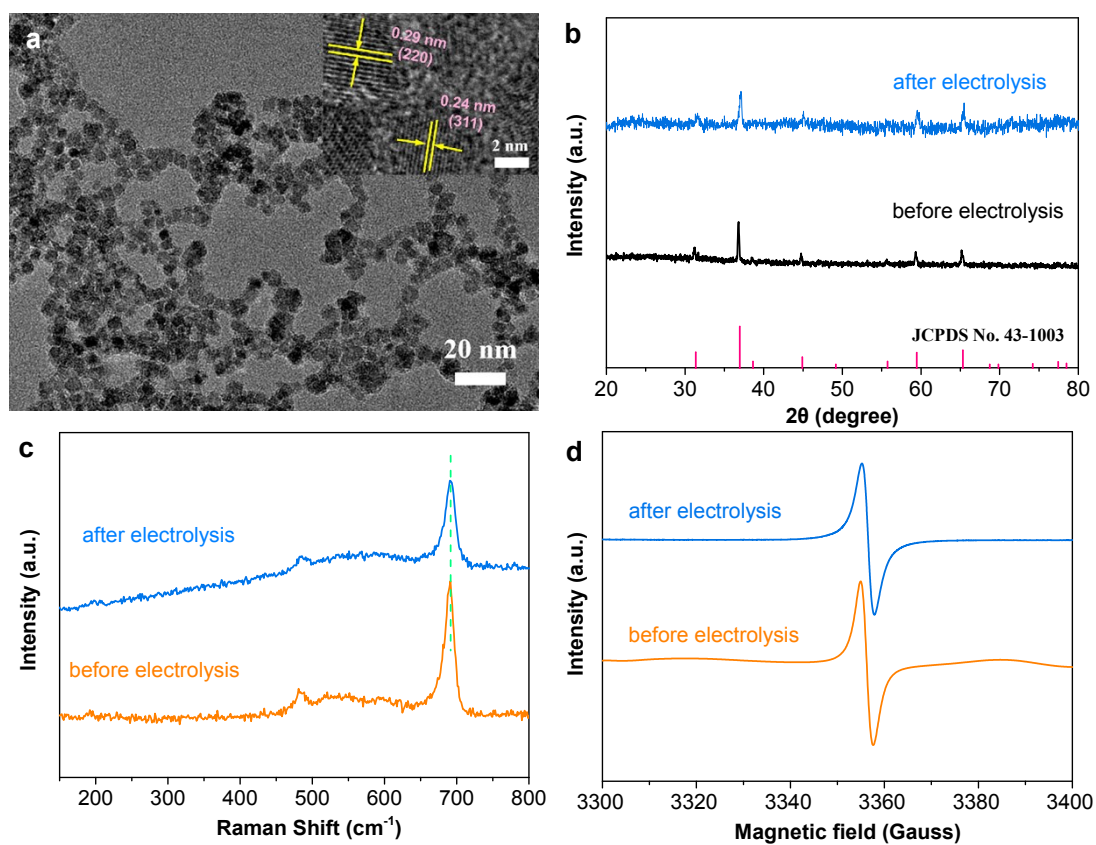 a
0.29 nm
(220)
0.24 nm
(311)
2 nm
20 nm
b
Intensity (a.u.)
after electrolysis
before electrolysis
JCPDS No. 43-1003
20 30 40 50 60 70 80
2θ (degree)
c
Intensity (a.u.)
after electrolysis
before electrolysis
200 300 400 500 600 700 800
Raman Shift (cm⁻¹)
d
Intensity (a.u.)
after electrolysis
before electrolysis
3300 3320 3340 3360 3380 3400
Magnetic field (Gauss)